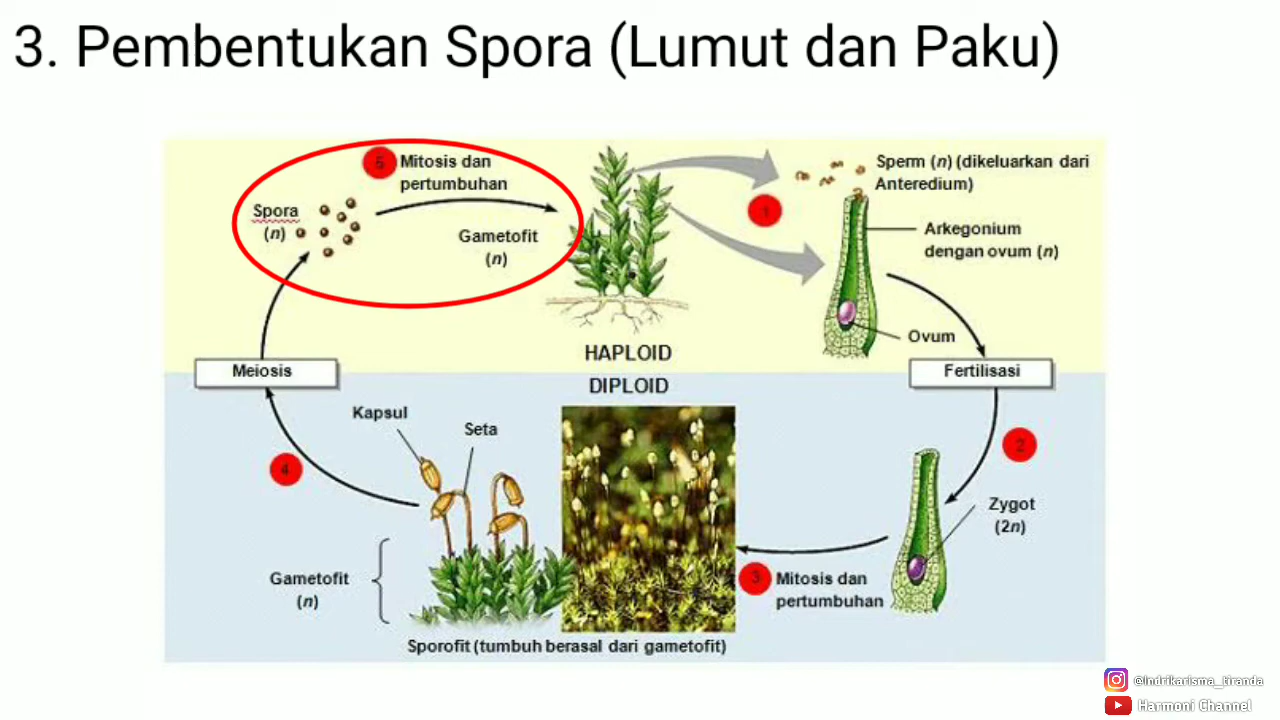 3. Pembentukan Spora (Lumut dan Paku)
5
Mitosis dan
pertumbuhan
Spora
(n)
Gametofit
(n)
1
Sperm (n) (dikeluarkan dari
Anteredium)
Arkegonium
dengan ovum (n)
Ovum
HAPLOID
Meiosis
Fertilisasi
DIPLOID
Kapsul
Seta
4
2
Zygot
(2n)
3
Mitosis dan
pertumbuhan
Gametofit
(n)
Sporofit (tumbuh berasal dari gametofit)
@Indrikarisma_tiranda
Harmoni Channel